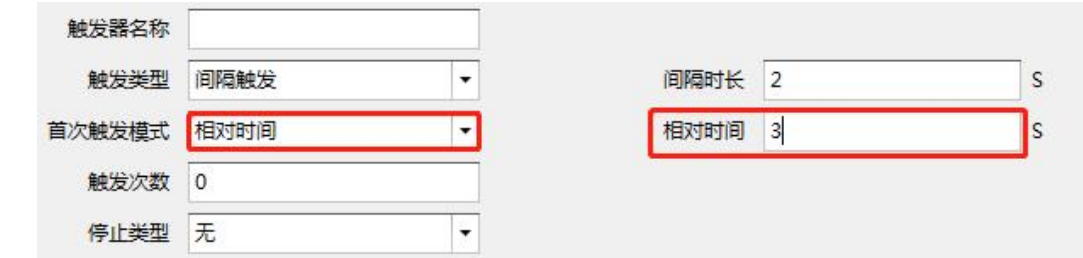 触发器名称
触发类型 间隔触发 间隔时长 2 S
首次触发模式 相对时间 相对时间 3 S
触发次数 0
停止类型 无